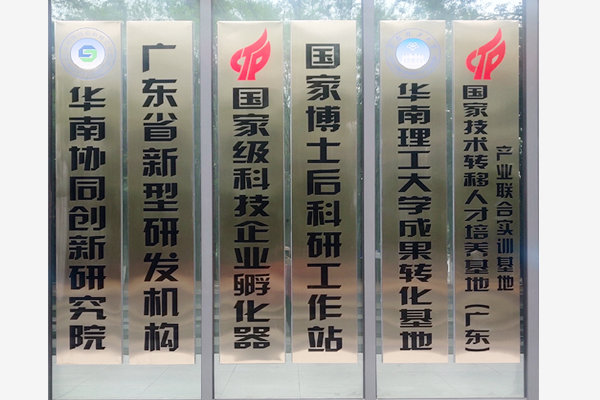 华南协同创新研究院
广东省新型研发机构
国家级科技企业孵化器
国家博士后科研工作站
华南理工大学成果转化基地
国家技术转移人才培养基地（广东）
产业联合实训基地